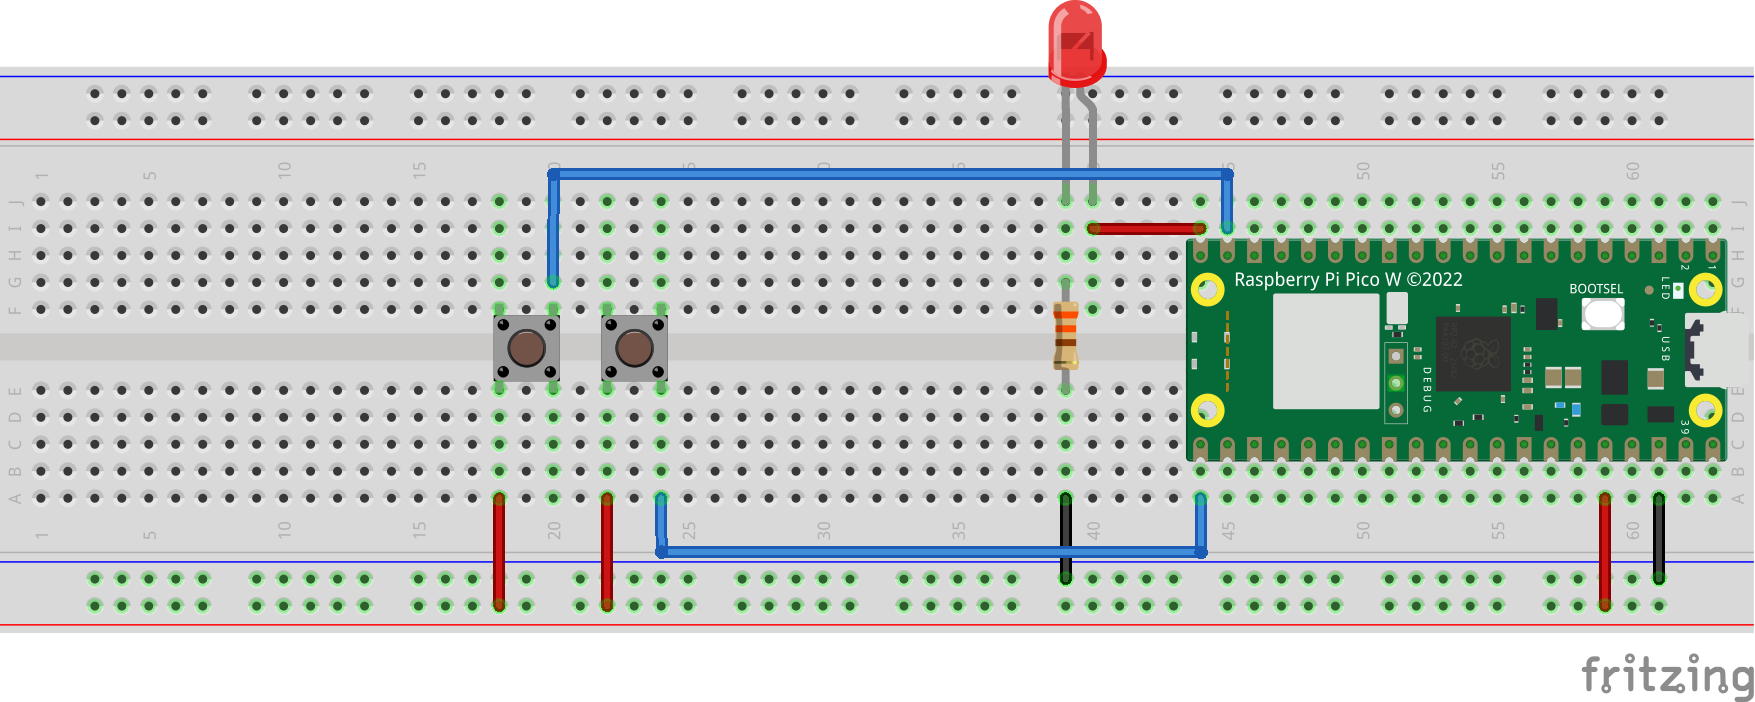 1 5 10 15 20 25 30 35 45 50 55 60
J J
I I
H H
G G
F F
Raspberry Pi Pico W ©2022
BOOTSEL
LED
2 1
USB
DEBUG
39
E E
D D
C C
B B
A A
1 5 10 15 20 25 30 35 40 45 50 55 60
fritzing